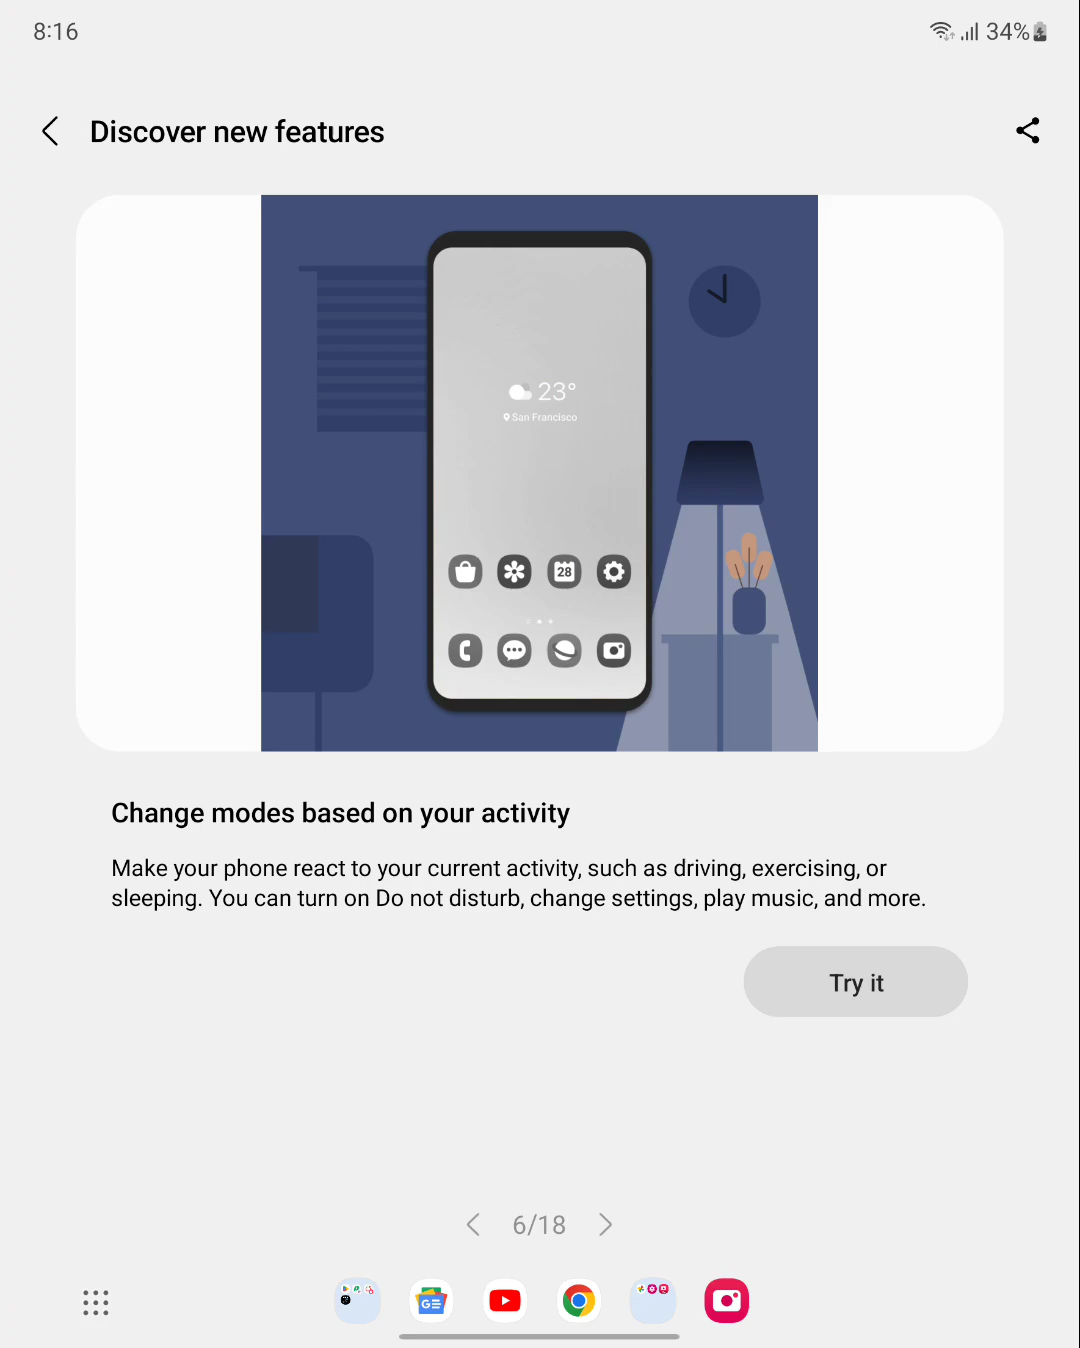 8:16
34%
Discover new features
23°
San Francisco
28
Change modes based on your activity
Make your phone react to your current activity, such as driving, exercising, or
sleeping. You can turn on Do not disturb, change settings, play music, and more.
Try it
6/18
GE